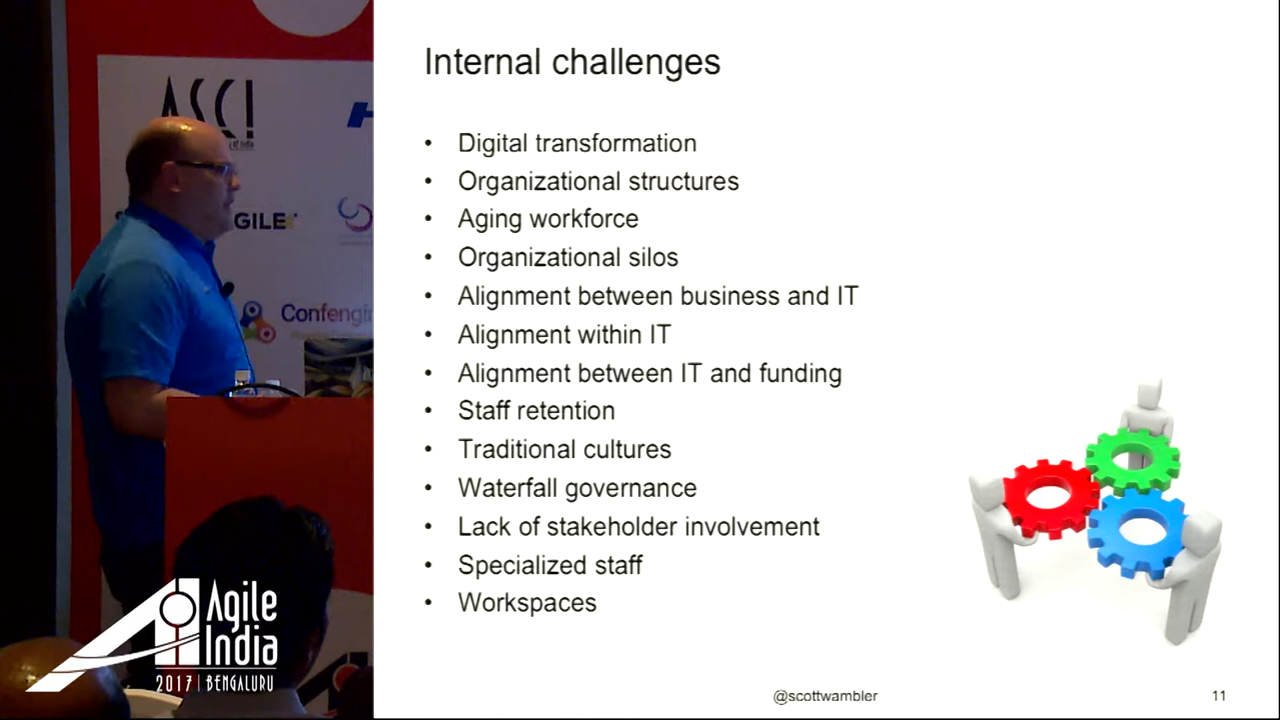 Internal challenges
• Digital transformation
• Organizational structures
• Aging workforce
• Organizational silos
• Alignment between business and IT
• Alignment within IT
• Alignment between IT and funding
• Staff retention
• Traditional cultures
• Waterfall governance
• Lack of stakeholder involvement
• Specialized staff
• Workspaces
@scottwambler
11
ASCI
GILE
Confengin
Agile
India
2017 | BENGALURU